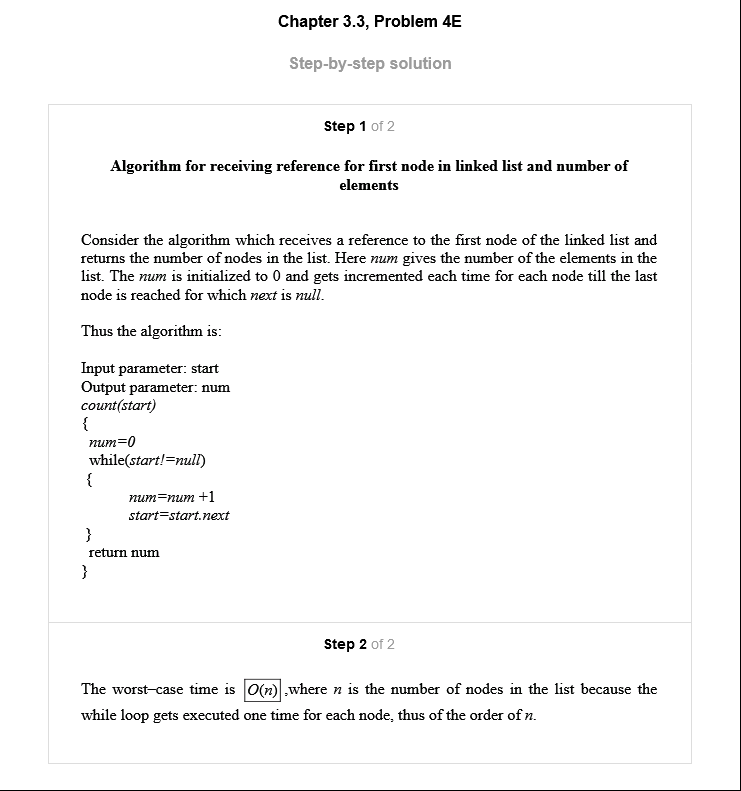 Chapter 3.3, Problem 4E
Step-by-step solution
Step 1 of 2
Algorithm for receiving reference for first node in linked list and number of
elements
Consider the algorithm which receives a reference to the first node of the linked list and
returns the number of nodes in the list. Here num gives the number of the elements in the
list. The num is initialized to 0 and gets incremented each time for each node till the last
node is reached for which next is null.
Thus the algorithm is:
Input parameter: start
Output parameter: num
count(start)
{
num=0
while(start!=null)
{
num=num +1
start=start.next
}
return num
}
Step 2 of 2
The worst–case time is O(n) ,where n is the number of nodes in the list because the
while loop gets executed one time for each node, thus of the order of n.